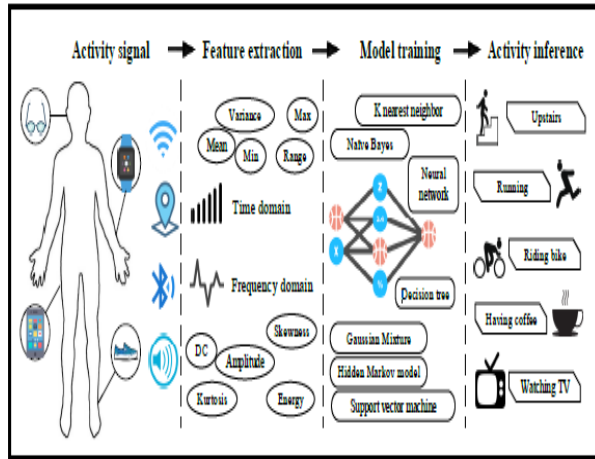 Activity signal
Feature extraction
Model training
Activity inference
Variance
Max
Mean
Min
Range
Time domain
Frequency domain
Skewness
DC
Amplitude
Kurtosis
Energy
K nearest neighbor
Naïve Bayes
Neural
network
Decision tree
Gaussian Mixture
Hidden Markov model
Support vector machine
Upstairs
Running
Riding bike
Having coffee
Watching TV